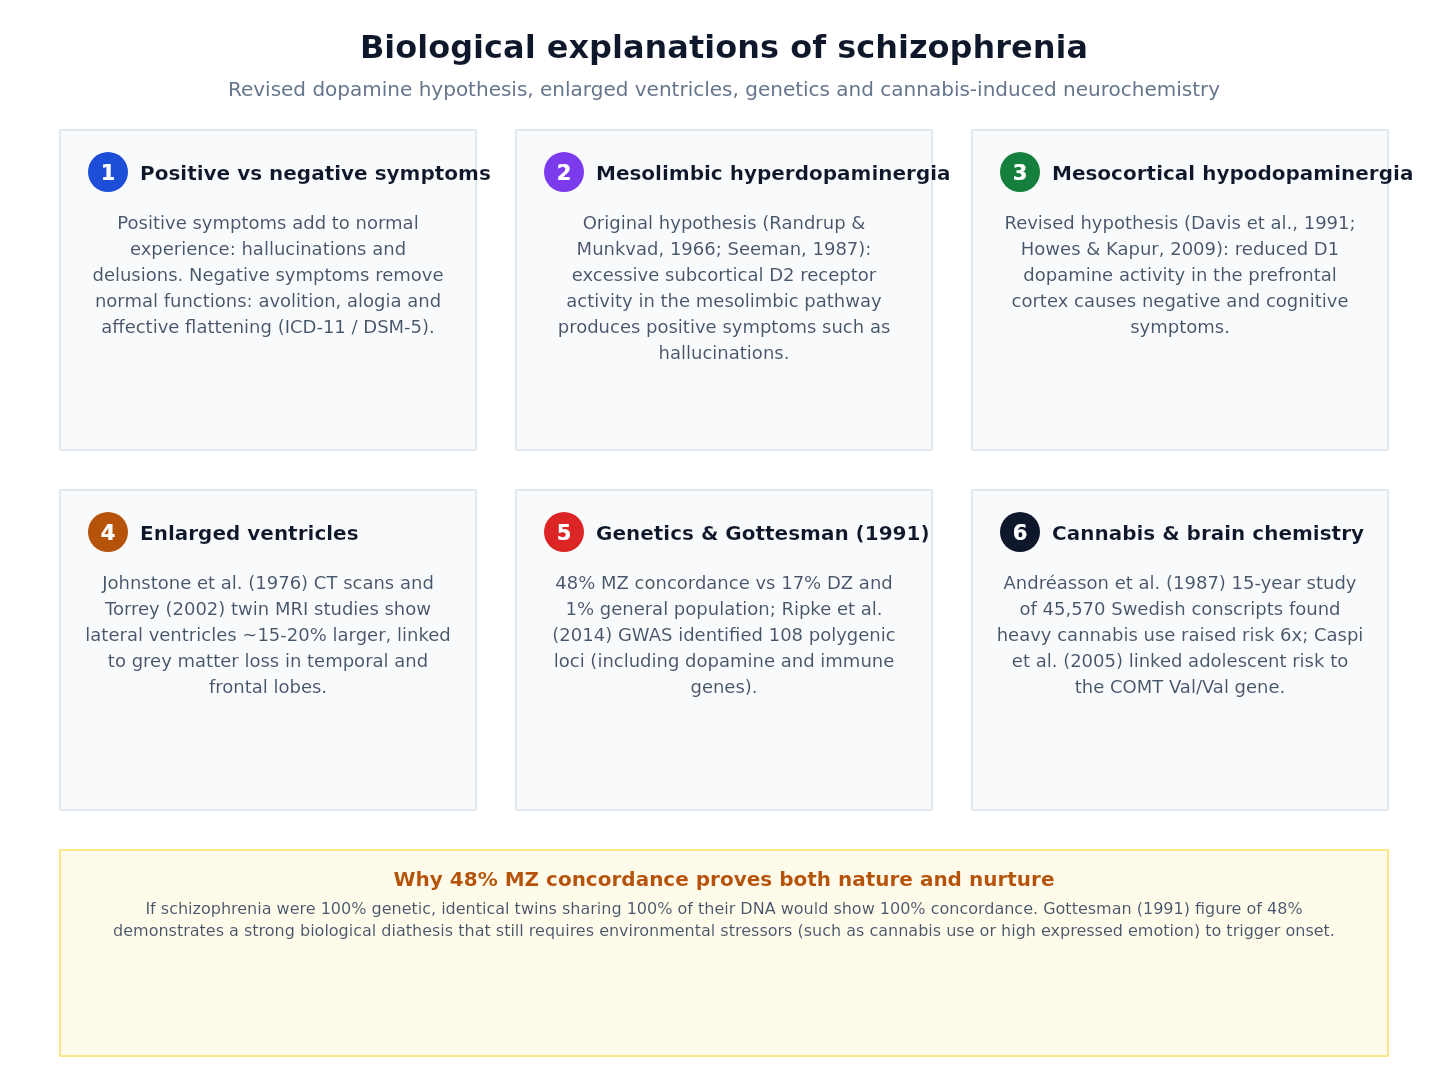 Biological explanations of schizophrenia
Revised dopamine hypothesis, enlarged ventricles, genetics and cannabis-induced neurochemistry
1 Positive vs negative symptoms
Positive symptoms add to normal
experience: hallucinations and
delusions. Negative symptoms remove
normal functions: avolition, alogia and
affective flattening (ICD-11 / DSM-5).
2 Mesolimbic hyperdopaminergia
Original hypothesis (Randrup &
Munkvad, 1966; Seeman, 1987):
excessive subcortical D2 receptor
activity in the mesolimbic pathway
produces positive symptoms such as
hallucinations.
3 Mesocortical hypodopaminergia
Revised hypothesis (Davis et al., 1991;
Howes & Kapur, 2009): reduced D1
dopamine activity in the prefrontal
cortex causes negative and cognitive
symptoms.
4 Enlarged ventricles
Johnstone et al. (1976) CT scans and
Torrey (2002) twin MRI studies show
lateral ventricles ~15-20% larger, linked
to grey matter loss in temporal and
frontal lobes.
5 Genetics & Gottesman (1991)
48% MZ concordance vs 17% DZ and
1% general population; Ripke et al.
(2014) GWAS identified 108 polygenic
loci (including dopamine and immune
genes).
6 Cannabis & brain chemistry
Andréasson et al. (1987) 15-year study
of 45,570 Swedish conscripts found
heavy cannabis use raised risk 6x; Caspi
et al. (2005) linked adolescent risk to
the COMT Val/Val gene.
Why 48% MZ concordance proves both nature and nurture
If schizophrenia were 100% genetic, identical twins sharing 100% of their DNA would show 100% concordance. Gottesman (1991) figure of 48%
demonstrates a strong biological diathesis that still requires environmental stressors (such as cannabis use or high expressed emotion) to trigger onset.